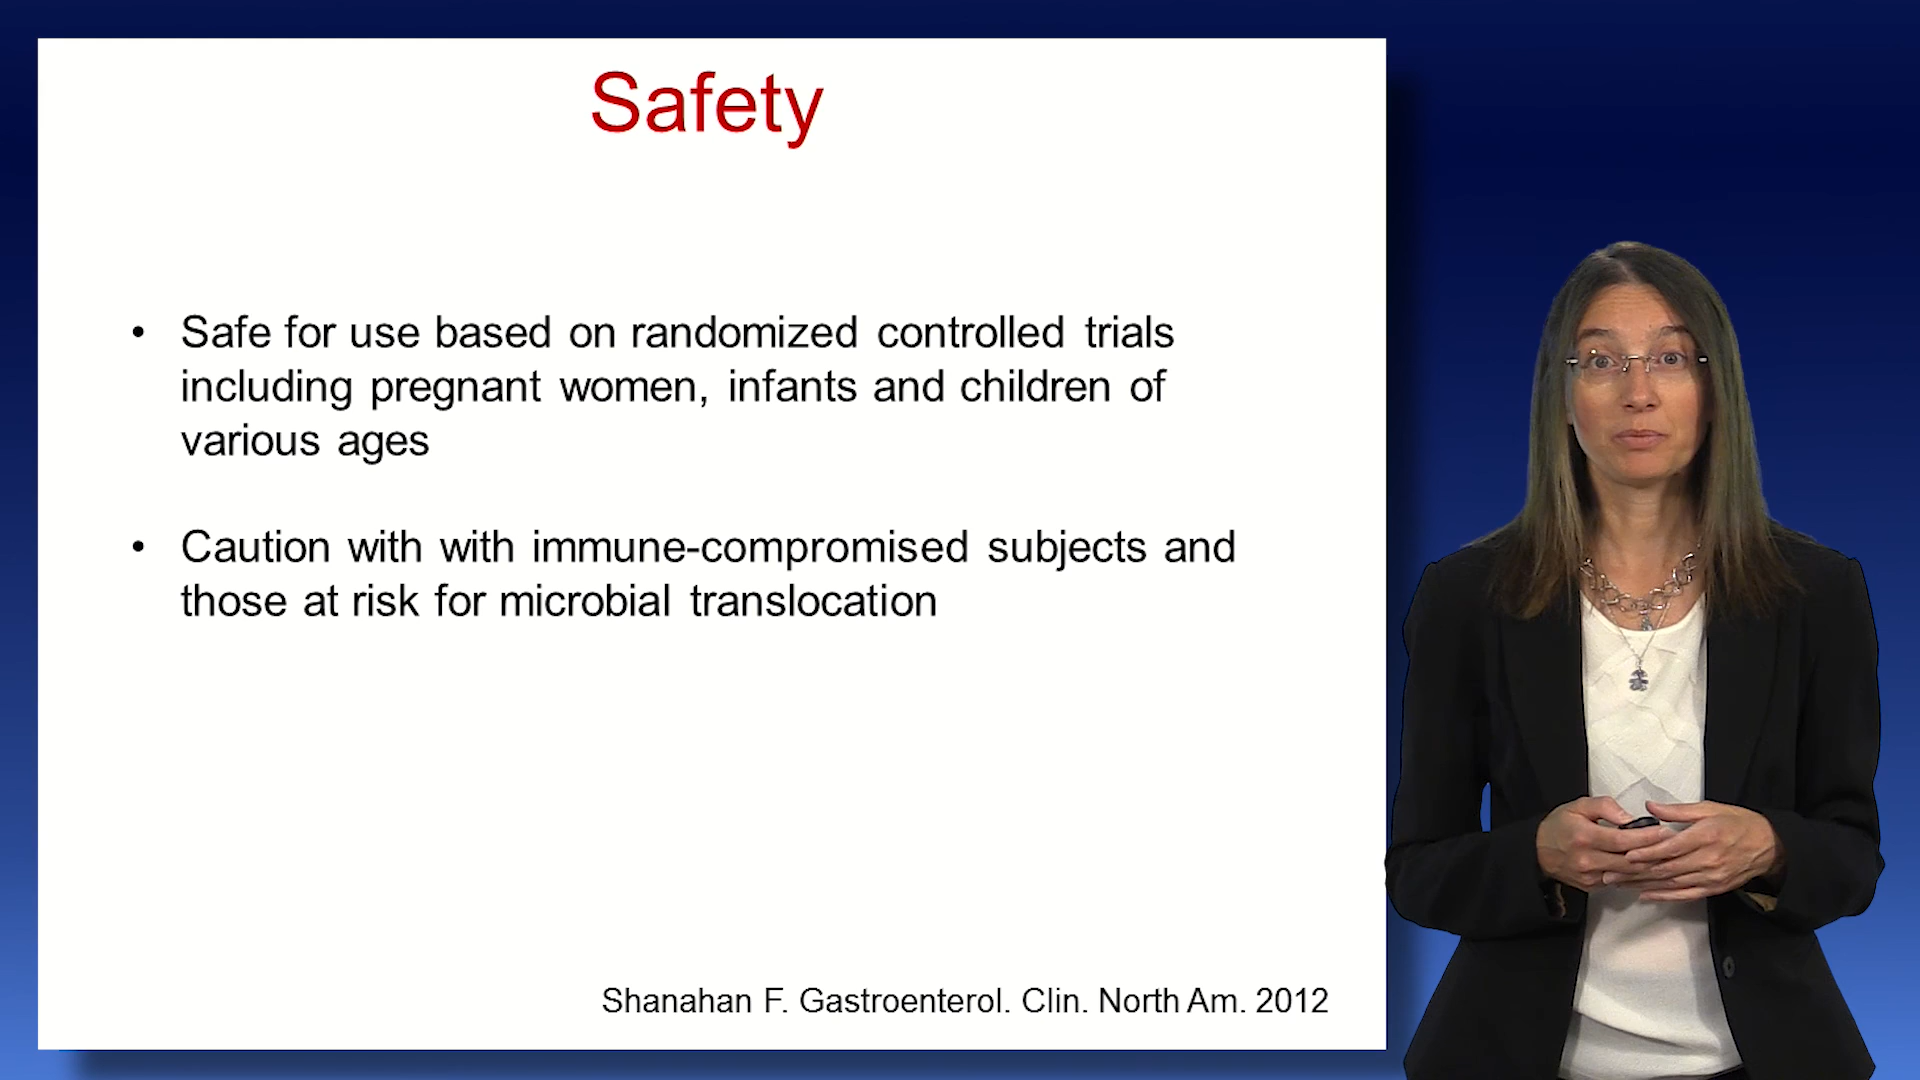 Safety
• Safe for use based on randomized controlled trials
including pregnant women, infants and children of
various ages
• Caution with with immune-compromised subjects and
those at risk for microbial translocation
Shanahan F. Gastroenterol. Clin. North Am. 2012